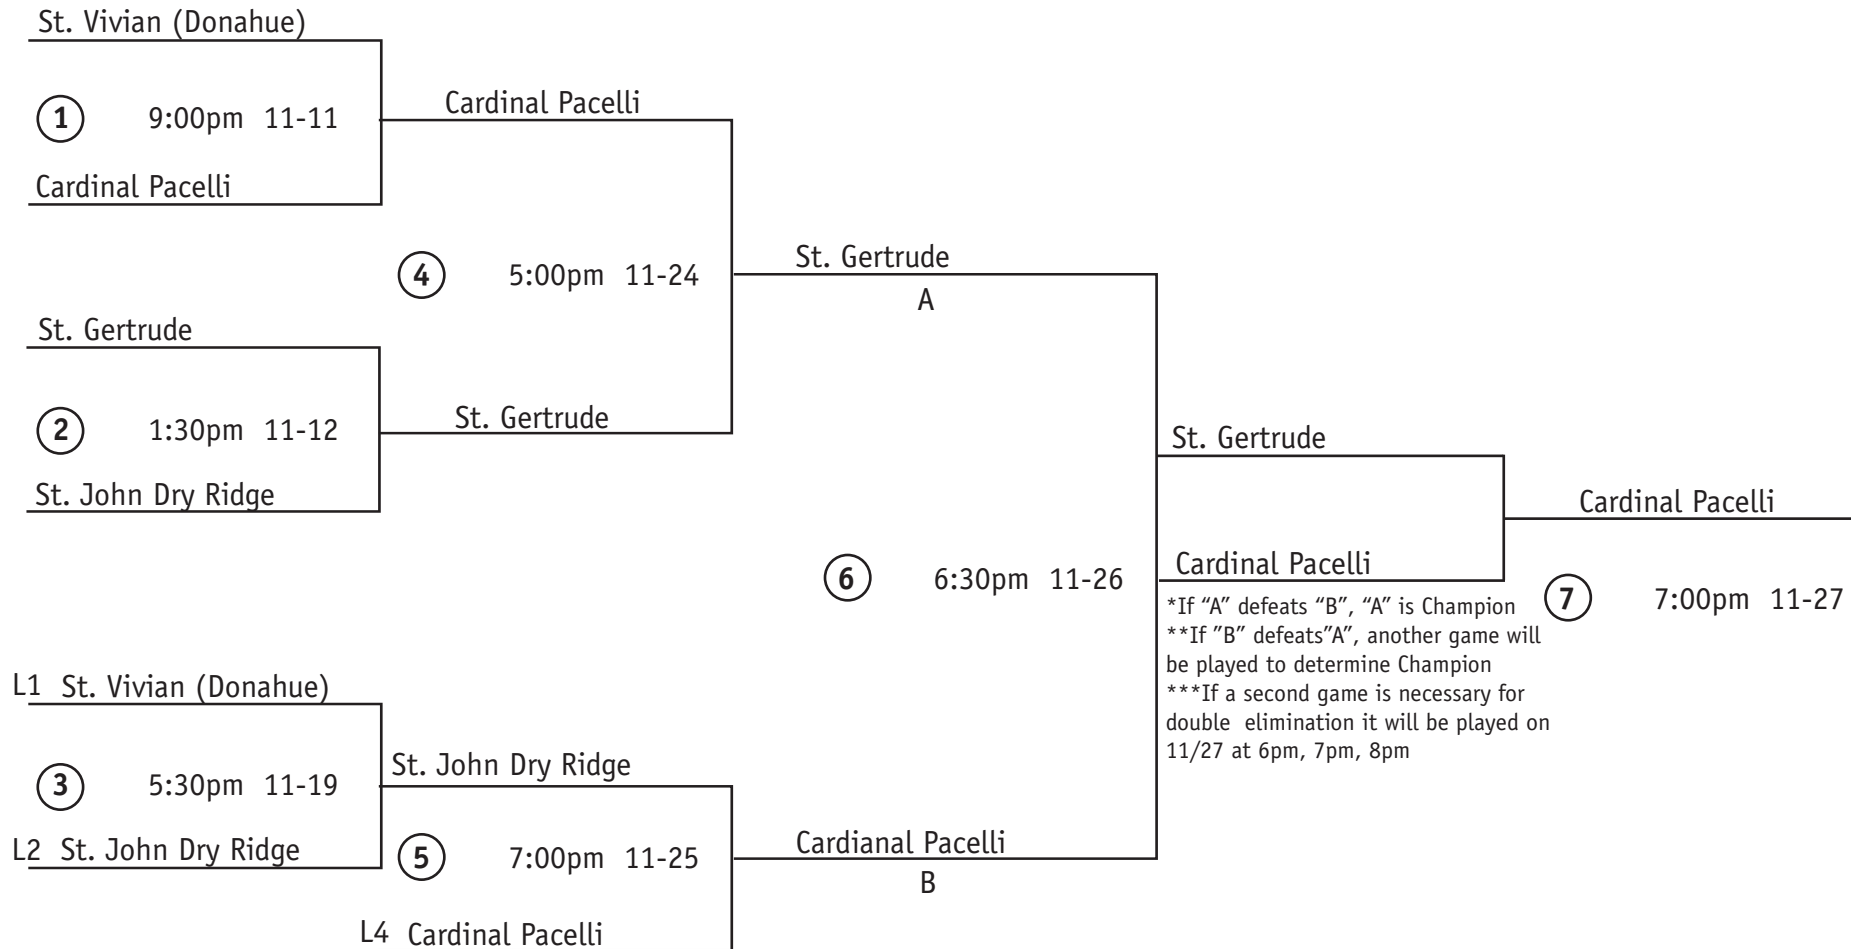 St. Vivian (Donahue)
1 9:00pm 11-11
Cardinal Pacelli
Cardinal Pacelli
4 5:00pm 11-24
St. Gertrude
2 1:30pm 11-12
St. John Dry Ridge
St. Gertrude
St. Gertrude
A
6 6:30pm 11-26
St. Gertrude
Cardinal Pacelli
*If “A” defeats “B”, “A” is Champion
**If ”B” defeats”A”, another game will
be played to determine Champion
***If a second game is necessary for
double elimination it will be played on
11/27 at 6pm, 7pm, 8pm
Cardinal Pacelli
7 7:00pm 11-27
L1 St. Vivian (Donahue)
3 5:30pm 11-19
L2 St. John Dry Ridge
St. John Dry Ridge
5 7:00pm 11-25
L4 Cardinal Pacelli
Cardianal Pacelli
B